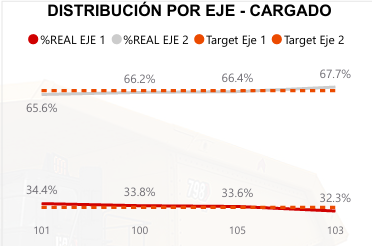 DISTRIBUCIÓN POR EJE - CARGADO
%REAL EJE 1 %REAL EJE 2 Target Eje 1 Target Eje 2
65.6% 66.2% 66.4% 67.7%
34.4% 33.8% 33.6% 32.3%
101 100 105 103